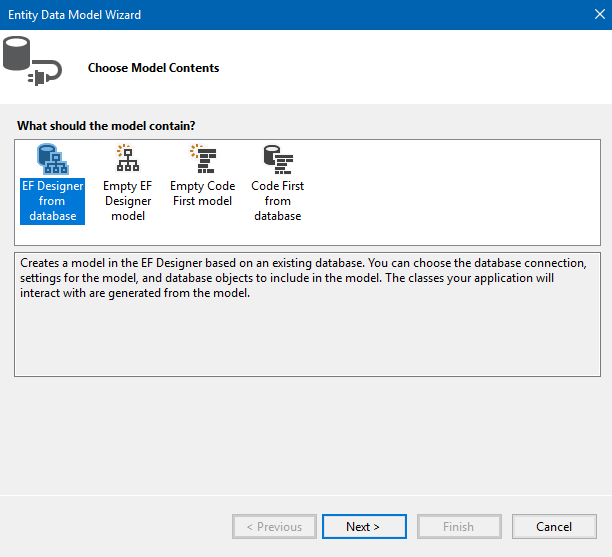 Entity Data Model Wizard
Choose Model Contents
What should the model contain?
EF Designer
from
database
Empty EF
Designer
model
Empty Code
First model
Code First
from
database
Creates a model in the EF Designer based on an existing database. You can choose the database connection,
settings for the model, and database objects to include in the model. The classes your application will
interact with are generated from the model.
< Previous
Next >
Finish
Cancel